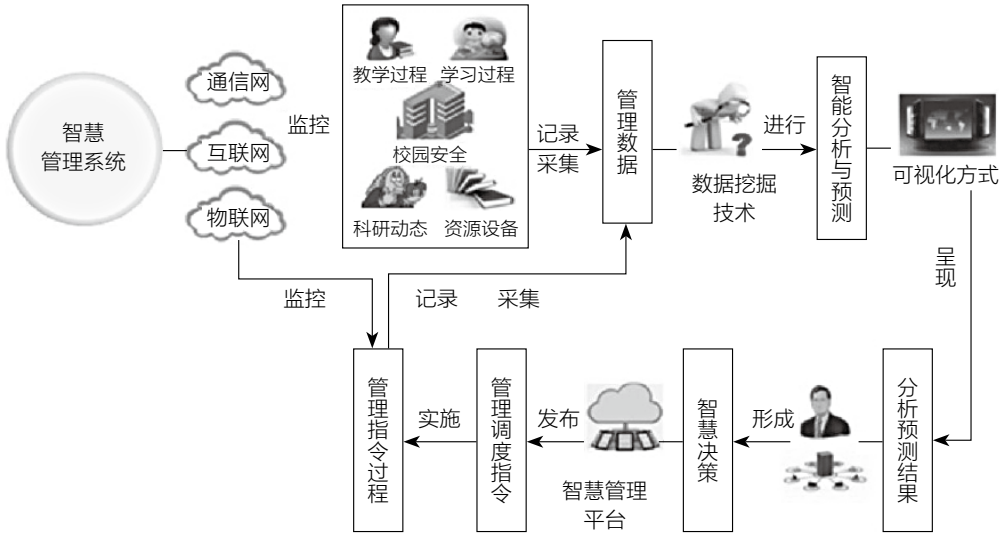 智慧
管理系统
通信网
互联网
物联网
监控
教学过程
学习过程
校园安全
科研动态
资源设备
记录
采集
管理数据
数据挖掘
技术
进行
智能分析与预测
可视化方式
呈现
监控
记录
采集
管理指令过程
实施
管理调度指令
发布
智慧管理
平台
智慧决策
形成
分析预测结果